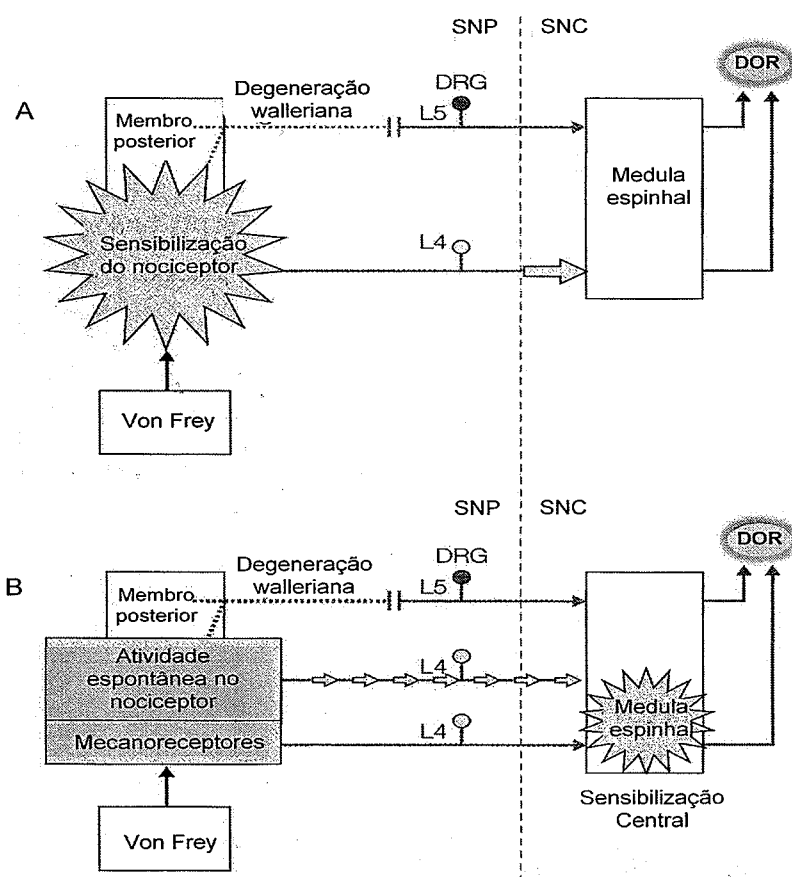 SNP
SNC
DRG
DOR
A
Degeneração
walleriana
L5
Membro
posterior
Medula
espinhal
Sensibilização
do nociceptor
L4
Von Frey
SNP
SNC
DRG
DOR
B
Degeneração
walleriana
L5
Membro
posterior
Atividade
espontânea no
nociceptor
L4
Mecanoreceptores
L4
Medula
espinhal
Sensibilização
Central
Von Frey